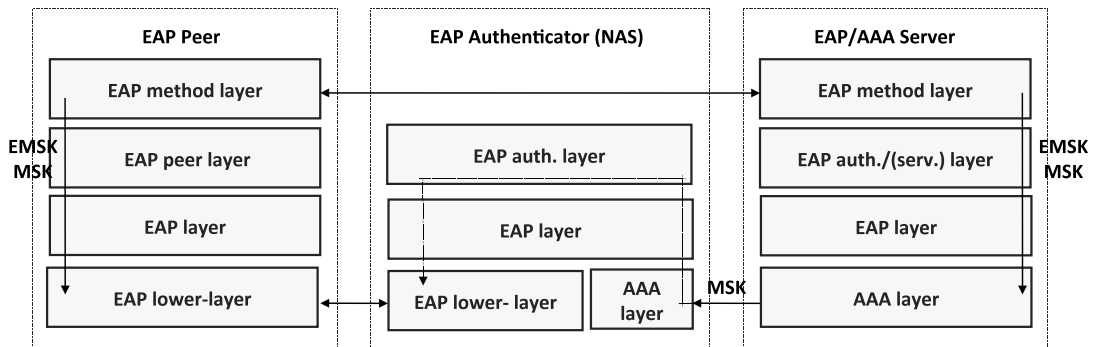 EAP Peer
EAP Authenticator (NAS)
EAP/AAA Server
EAP method layer
EAP method layer
EMSK
MSK
EAP peer layer
EAP auth. layer
EAP auth./(serv.) layer
EMSK
MSK
EAP layer
EAP layer
EAP layer
EAP lower-layer
EAP lower- layer
AAA
layer
MSK
AAA layer